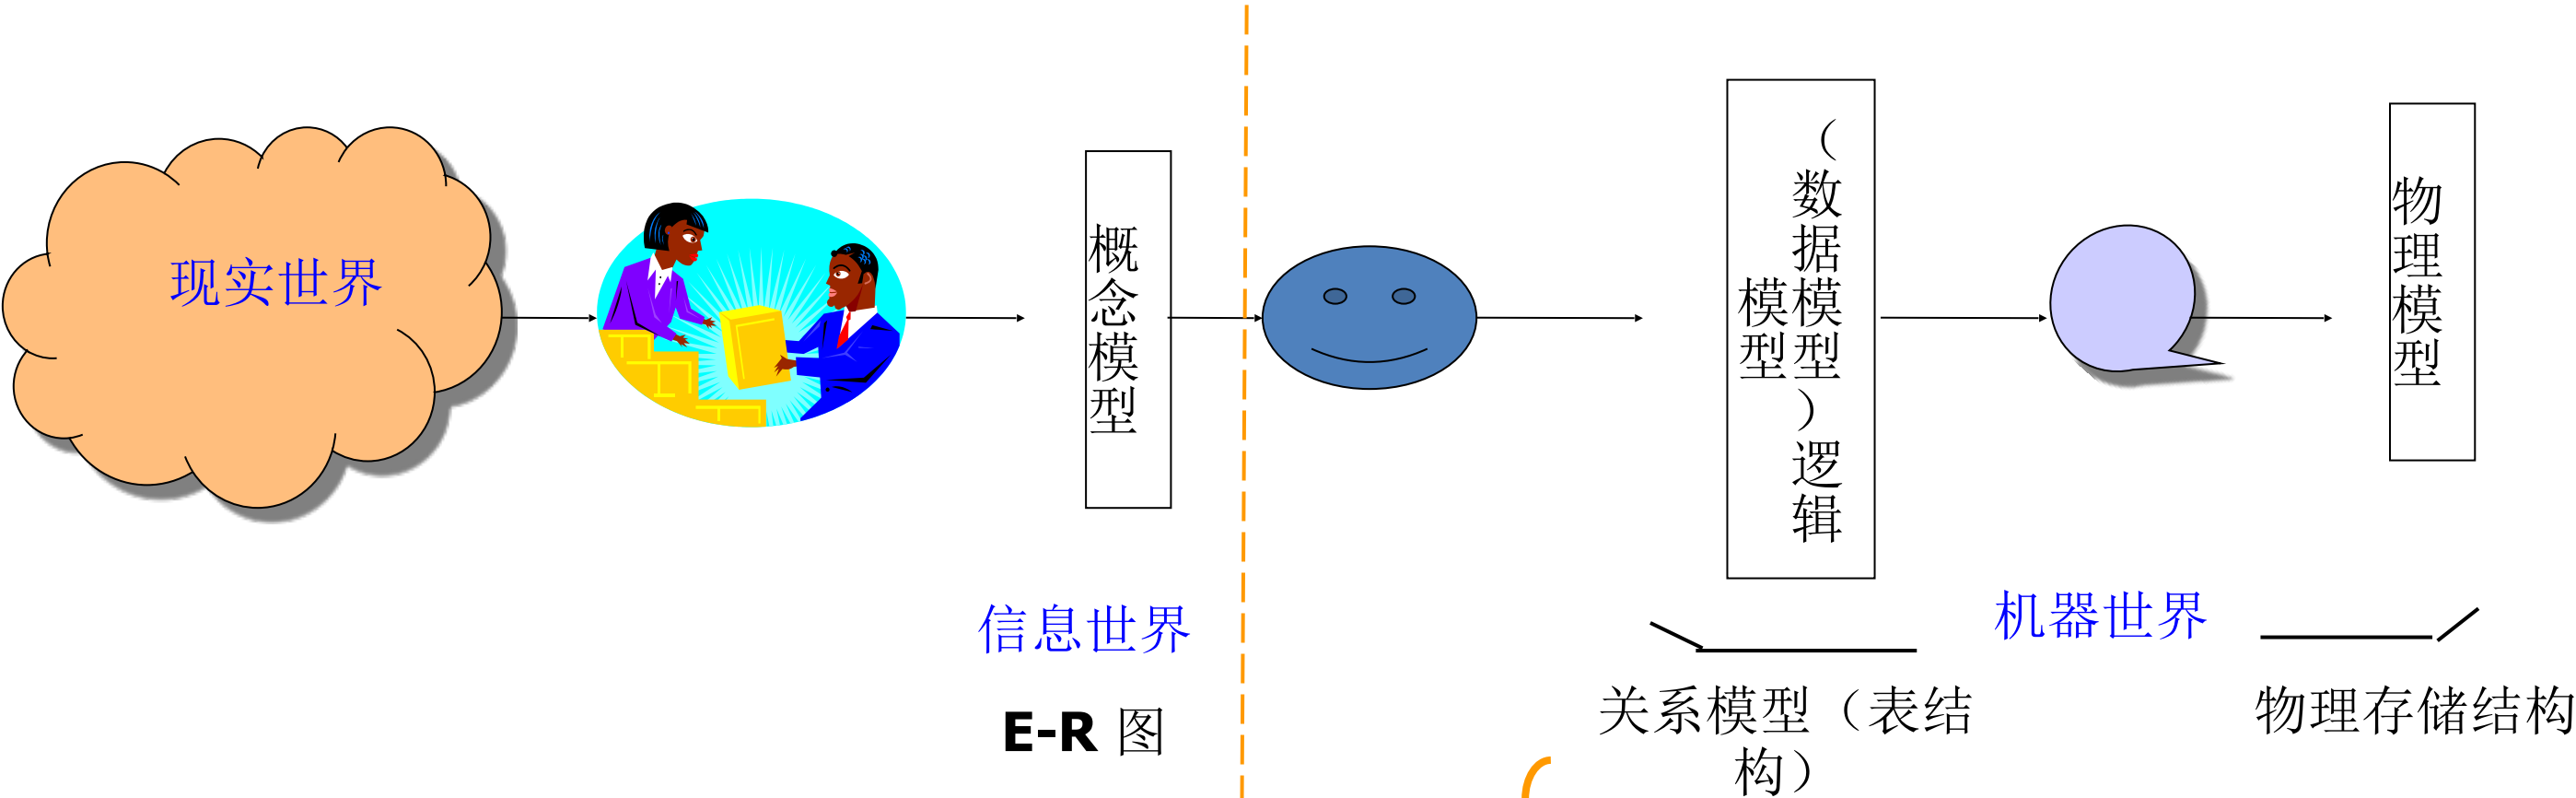 现实世界
概念模型
（数据模型）逻辑
模型
物理模型
信息世界
机器世界
E-R 图
关系模型（表结
构）
物理存储结构